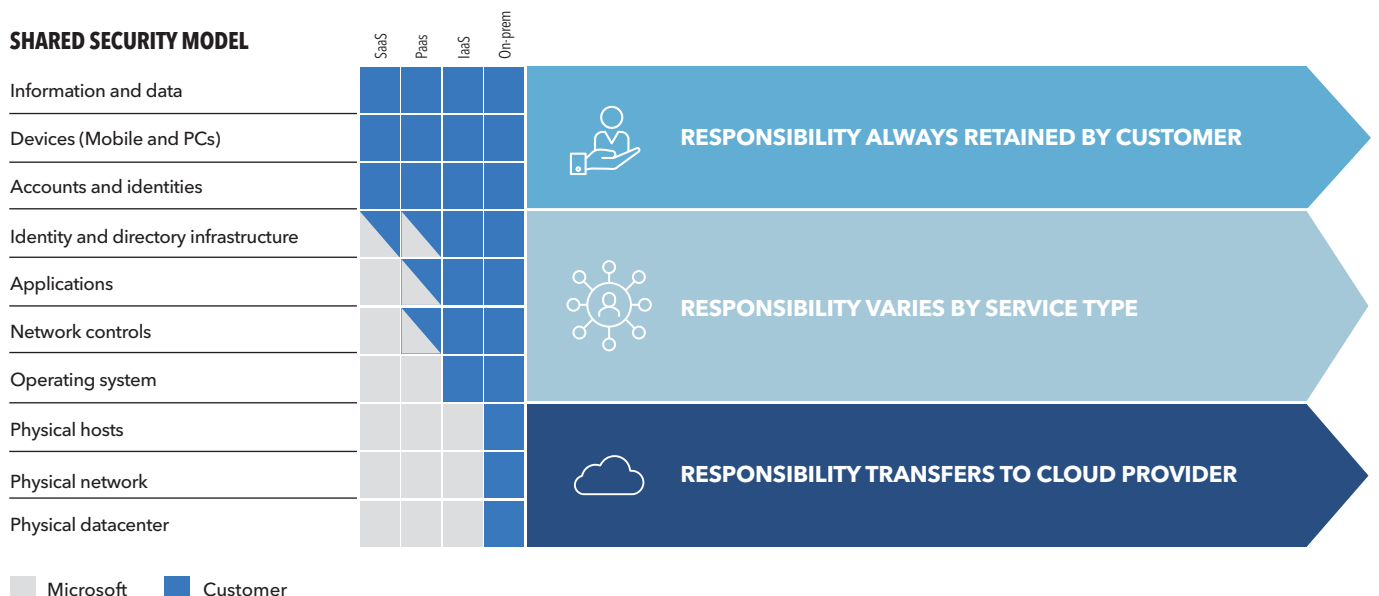 SHARED SECURITY MODEL
SaaS
Paas
IaaS
On-prem
Information and data
Devices (Mobile and PCs)
Accounts and identities
RESPONSIBILITY ALWAYS RETAINED BY CUSTOMER
Identity and directory infrastructure
Applications
Network controls
Operating system
RESPONSIBILITY VARIES BY SERVICE TYPE
Physical hosts
Physical network
Physical datacenter
RESPONSIBILITY TRANSFERS TO CLOUD PROVIDER
Microsoft
Customer